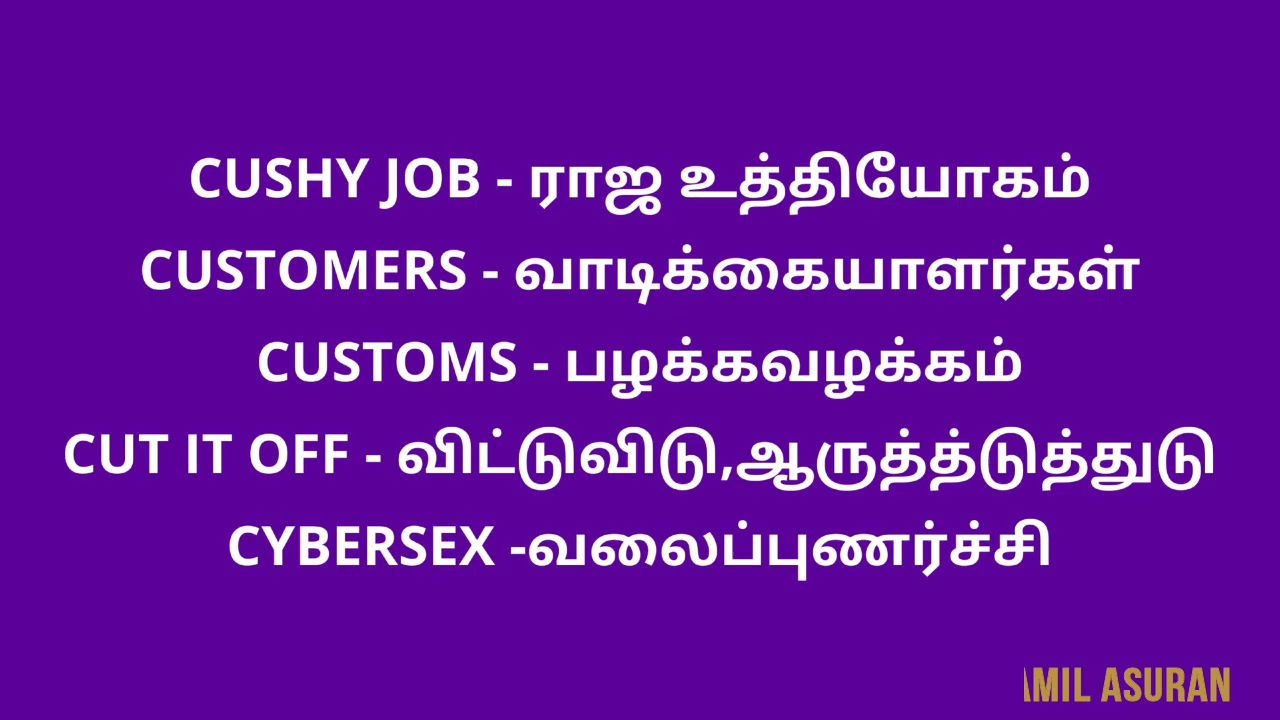 CUSHY JOB - ராஜ உத்தியோகம்
CUSTOMERS - வாடிக்கையாளர்கள்
CUSTOMS - பழக்கவழக்கம்
CUT IT OFF - விட்டுவிடு,ஆருத்த்டுத்துடு
CYBERSEX -வலைப்புணர்ச்சி
ASURAN